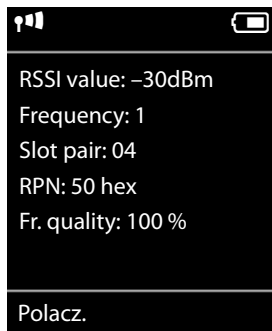 RSSI value: –30dBm
Frequency: 1
Slot pair: 04
RPN: 50 hex
Fr. quality: 100 %
Polacz.